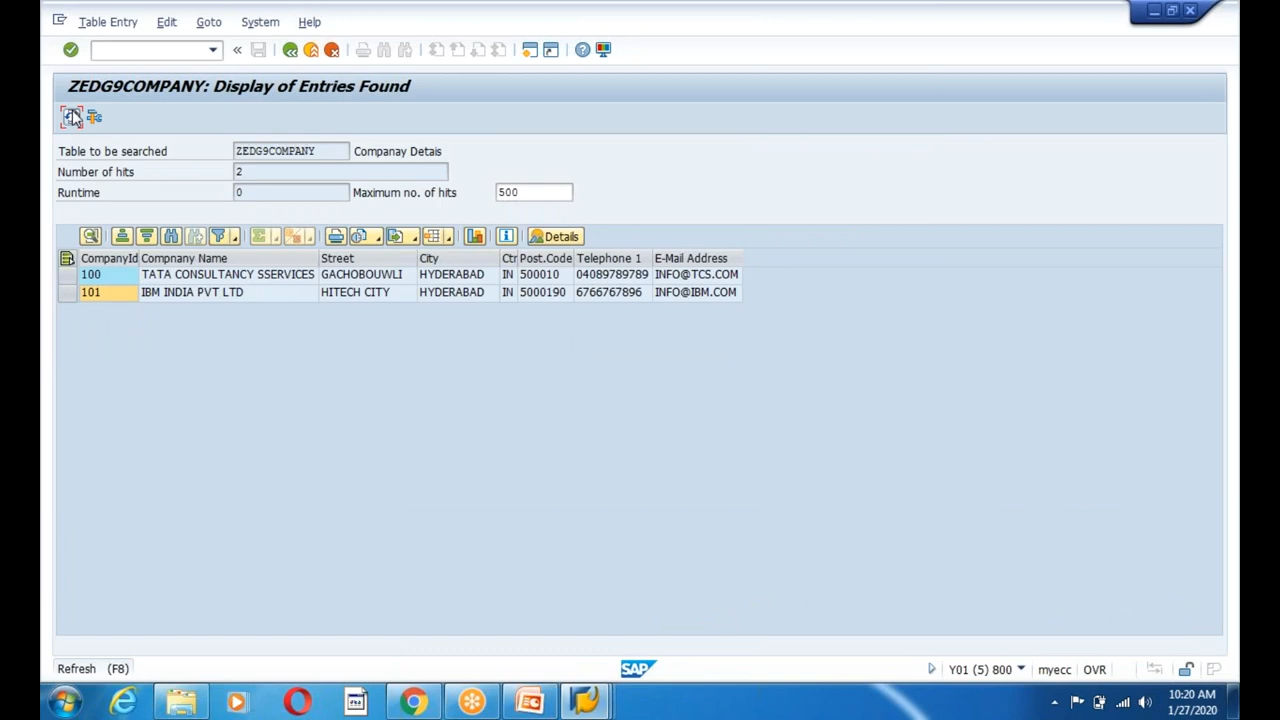 Table Entry Edit Goto System Help
ZEDG9COMPANY: Display of Entries Found
Table to be searched ZEDG9COMPANY Companay Detais
Number of hits 2
Runtime 0 Maximum no. of hits 500
Details
CompanyId Compnany Name Street City Ctr Post.Code Telephone 1 E-Mail Address
100 TATA CONSULTANCY SSERVICES GACHOBOUWLI HYDERABAD IN 500010 04089789789 INFO@TCS.COM
101 IBM INDIA PVT LTD HITECH CITY HYDERABAD IN 5000190 6766767896 INFO@IBM.COM
Refresh (F8) SAP Y01 (5) 800 myecc OVR
10:20 AM
1/27/2020